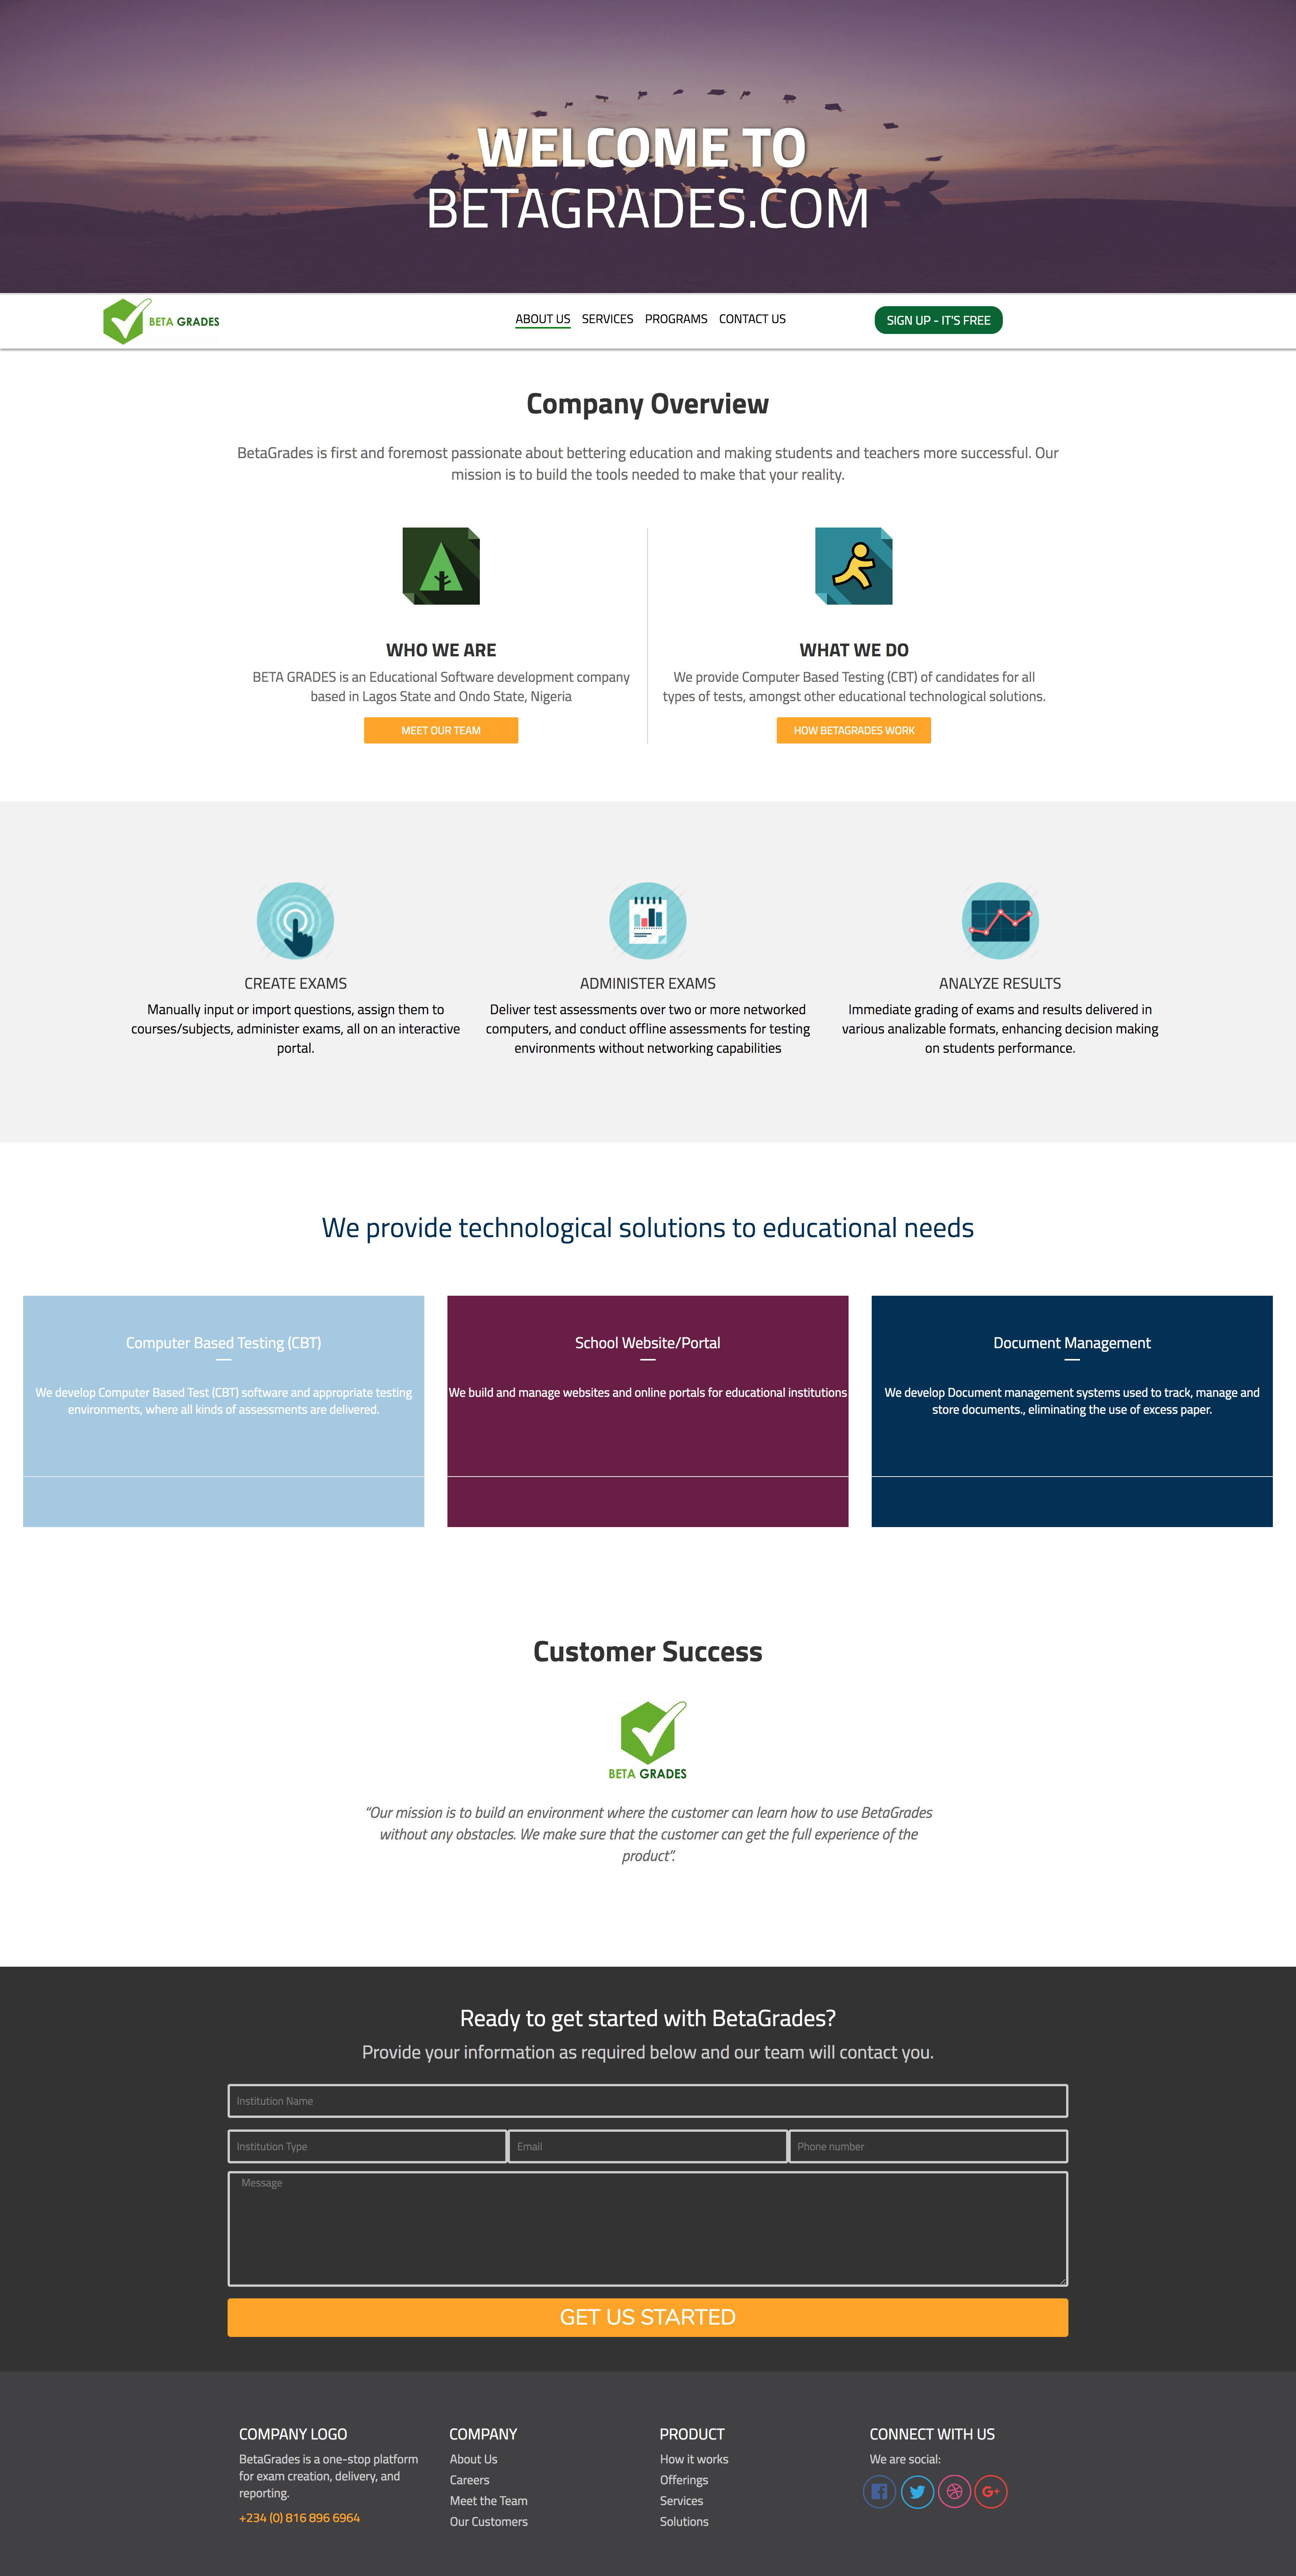 WELCOME TO
BETAGRADES.COM
BETA GRADES
ABOUT US SERVICES PROGRAMS CONTACT US
SIGN UP - IT'S FREE
Company Overview
BetaGrades is first and foremost passionate about bettering education and making students and teachers more successful. Our
mission is to build the tools needed to make that your reality.
WHO WE ARE
BETA GRADES is an Educational Software development company
based in Lagos State and Ondo State, Nigeria
MEET OUR TEAM
WHAT WE DO
We provide Computer Based Testing (CBT) of candidates for all
types of tests, amongst other educational technological solutions.
HOW BETAGRADES WORK
CREATE EXAMS
Manually input or import questions, assign them to
courses/subjects, administer exams, all on an interactive
portal.
ADMINISTER EXAMS
Deliver test assessments over two or more networked
computers, and conduct offline assessments for testing
environments without networking capabilities
ANALYZE RESULTS
Immediate grading of exams and results delivered in
various analizable formats, enhancing decision making
on students performance.
We provide technological solutions to educational needs
Computer Based Testing (CBT)
We develop Computer Based Test (CBT) software and appropriate testing
environments, where all kinds of assessments are delivered.
School Website/Portal
We build and manage websites and online portals for educational institutions
Document Management
We develop Document management systems used to track, manage and
store documents., eliminating the use of excess paper.
Customer Success
BETA GRADES
“Our mission is to build an environment where the customer can learn how to use BetaGrades
without any obstacles. We make sure that the customer can get the full experience of the
product”.
Ready to get started with BetaGrades?
Provide your information as required below and our team will contact you.
Institution Name
Institution Type
Email
Phone number
Message
GET US STARTED
COMPANY LOGO
BetaGrades is a one-stop platform
for exam creation, delivery, and
reporting.
+234 (0) 816 896 6964
COMPANY
About Us
Careers
Meet the Team
Our Customers
PRODUCT
How it works
Offerings
Services
Solutions
CONNECT WITH US
We are social:
G+